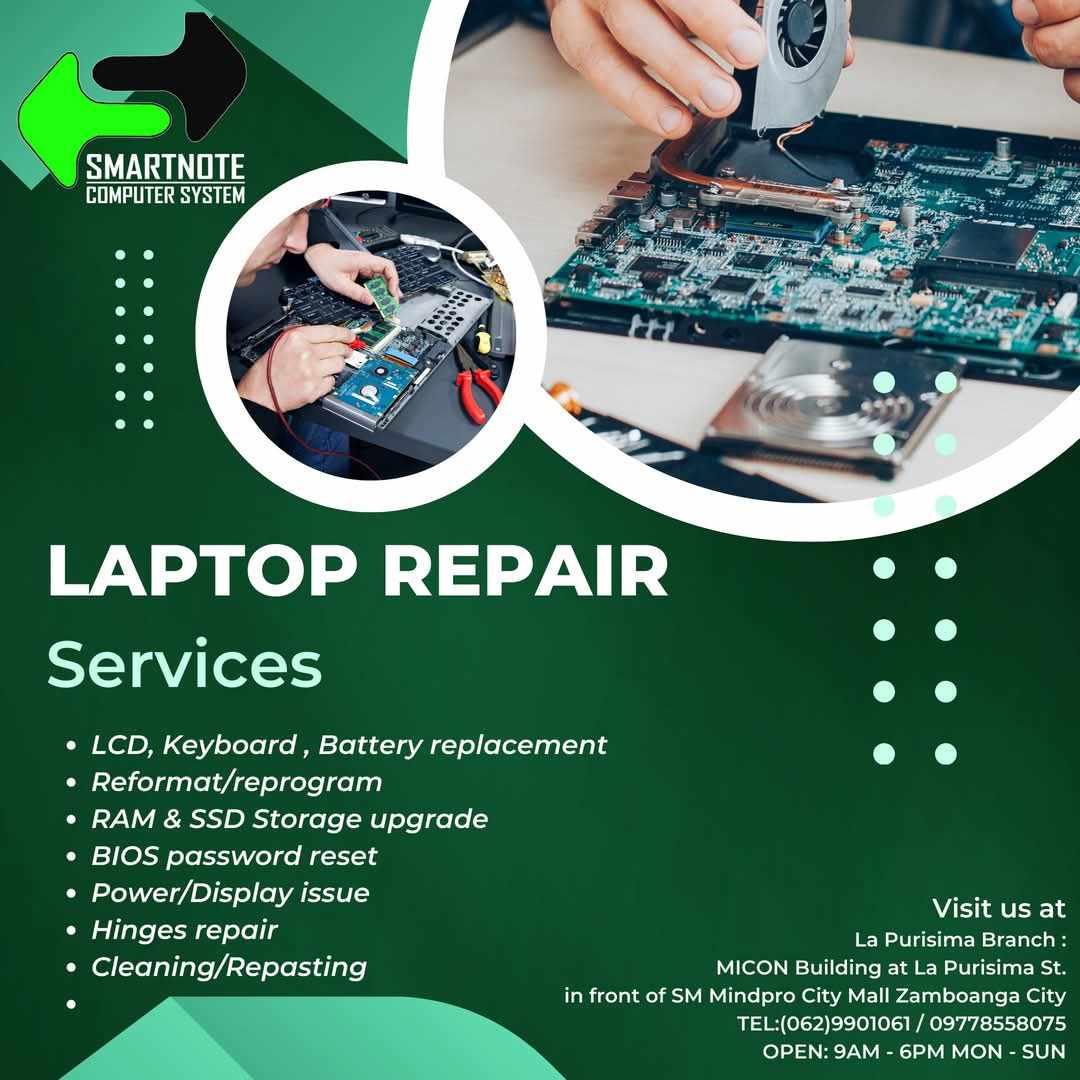 SMARTNOTE
COMPUTER SYSTEM
LAPTOP REPAIR
Services
• LCD, Keyboard , Battery replacement
• Reformat/reprogram
• RAM & SSD Storage upgrade
• BIOS password reset
• Power/Display issue
• Hinges repair
• Cleaning/Repasting
•
Visit us at
La Purisima Branch :
MICON Building at La Purisima St.
in front of SM Mindpro City Mall Zamboanga City
TEL:(062)9901061 / 09778558075
OPEN: 9AM - 6PM MON - SUN